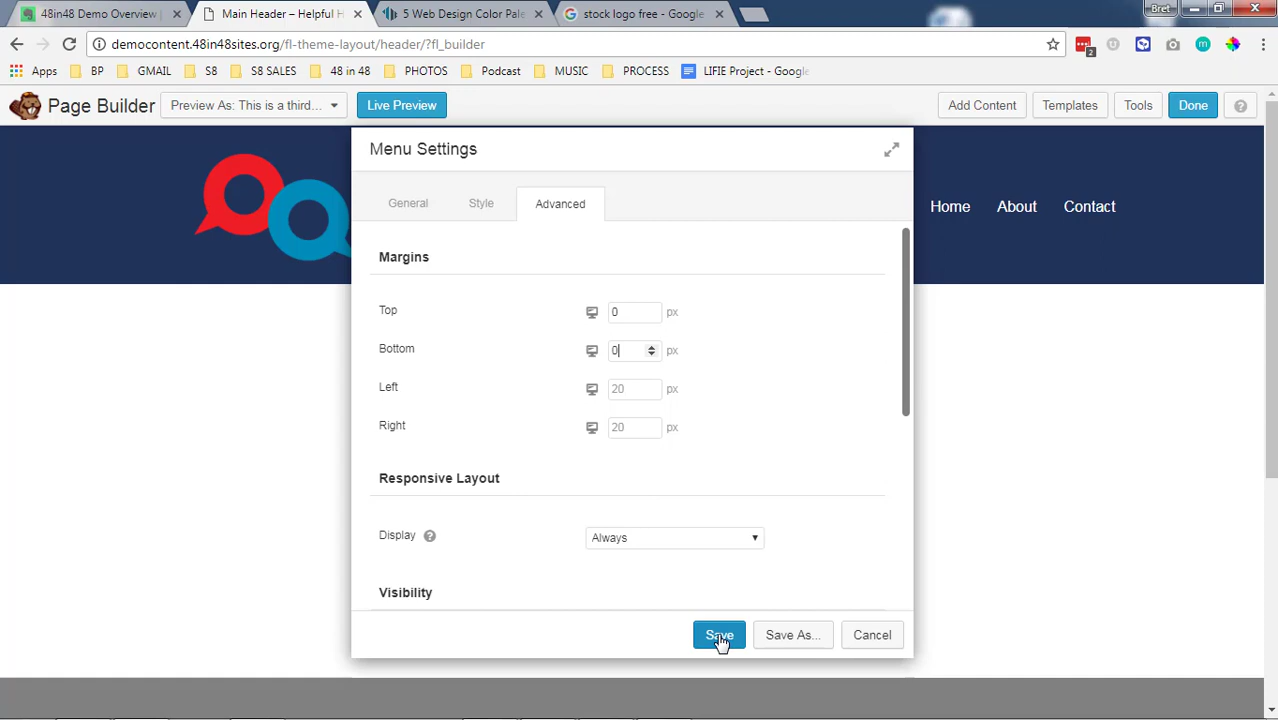 48in48 Demo Overview
Main Header – Helpful H
5 Web Design Color Pale
stock logo free - Google
Bret
democontent.48in48sites.org/fl-theme-layout/header/?fl_builder
2
Apps BP GMAIL S8 S8 SALES 48 in 48 PHOTOS Podcast MUSIC PROCESS LIFIE Project - Google
Page Builder Preview As: This is a third... Live Preview Add Content Templates Tools Done ?
Menu Settings
General Style Advanced
Home About Contact
Margins
Top 0 px
Bottom 0 px
Left 20 px
Right 20 px
Responsive Layout
Display ? Always
Visibility
Save Save As... Cancel